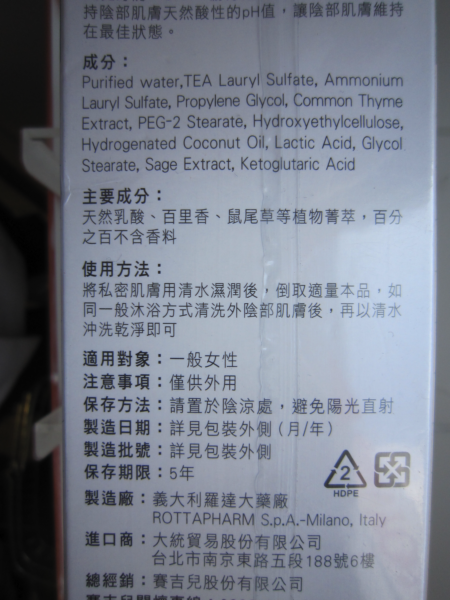 持陰部肌膚天然酸性的pH值，讓陰部肌膚維持
在最佳狀態。
成分：
Purified water,TEA Lauryl Sulfate, Ammonium
Lauryl Sulfate, Propylene Glycol, Common Thyme
Extract, PEG-2 Stearate, Hydroxyethylcellulose,
Hydrogenated Coconut Oil, Lactic Acid, Glycol
Stearate, Sage Extract, Ketoglutaric Acid
主要成分：
天然乳酸、百里香、鼠尾草等植物菁萃，百分
之百不含香料
使用方法：
將私密肌膚用清水濕潤後，倒取適量本品，如
同一般沐浴方式清洗外陰部肌膚後，再以清水
沖洗乾淨即可
適用對象：一般女性
注意事項：僅供外用
保存方法：請置於陰涼處，避免陽光直射
製造日期：詳見包裝外側（月/年）
製造批號：詳見包裝外側
保存期限：5年
2
HDPE
製造廠：義大利羅達大藥廠
ROTTAPHARM S.p.A.-Milano, Italy
進口商：大統貿易股份有限公司
台北市南京東路五段188號6樓
總經銷：賽吉兒股份有限公司